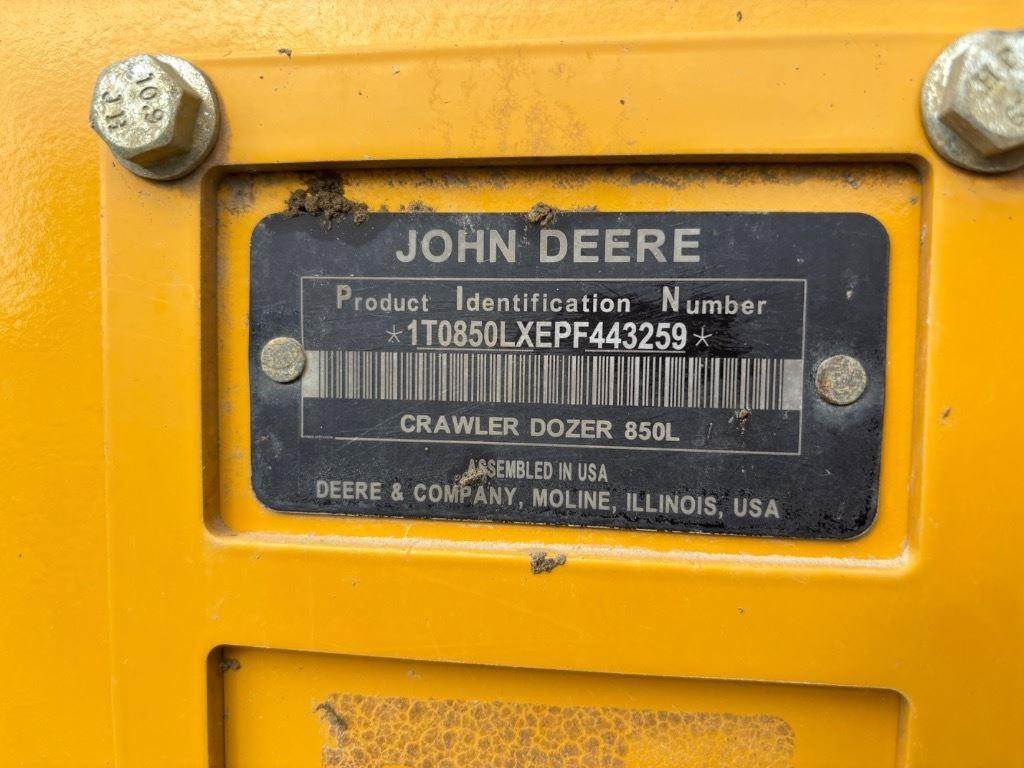 10.9
JH
JOHN DEERE
Product Identification Number
*1T0850LXEPF443259*
CRAWLER DOZER 850L
ASSEMBLED IN USA
DEERE & COMPANY, MOLINE, ILLINOIS, USA